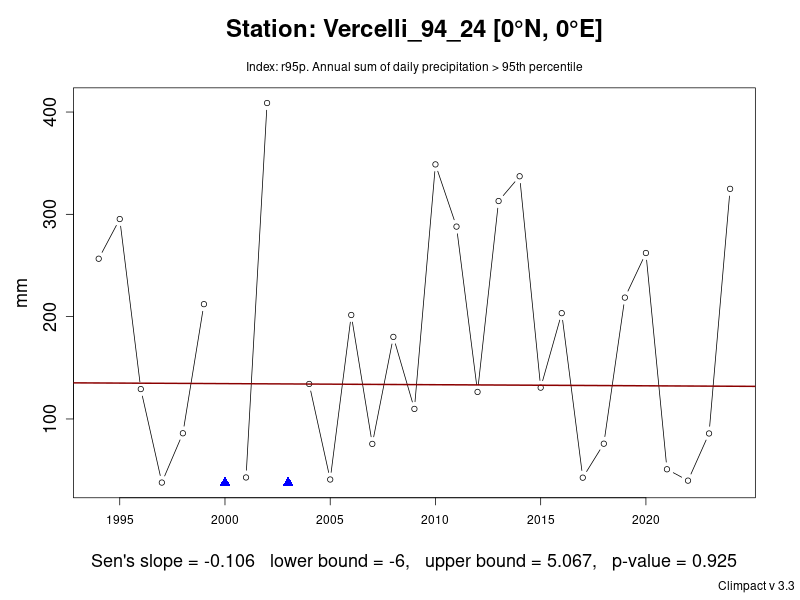 Station: Vercelli_94_24 [0°N, 0°E]
Index: r95p. Annual sum of daily precipitation > 95th percentile
mm
400
300
200
100
1995 2000 2005 2010 2015 2020
Sen's slope = -0.106 lower bound = -6, upper bound = 5.067, p-value = 0.925
Climpact v 3.3